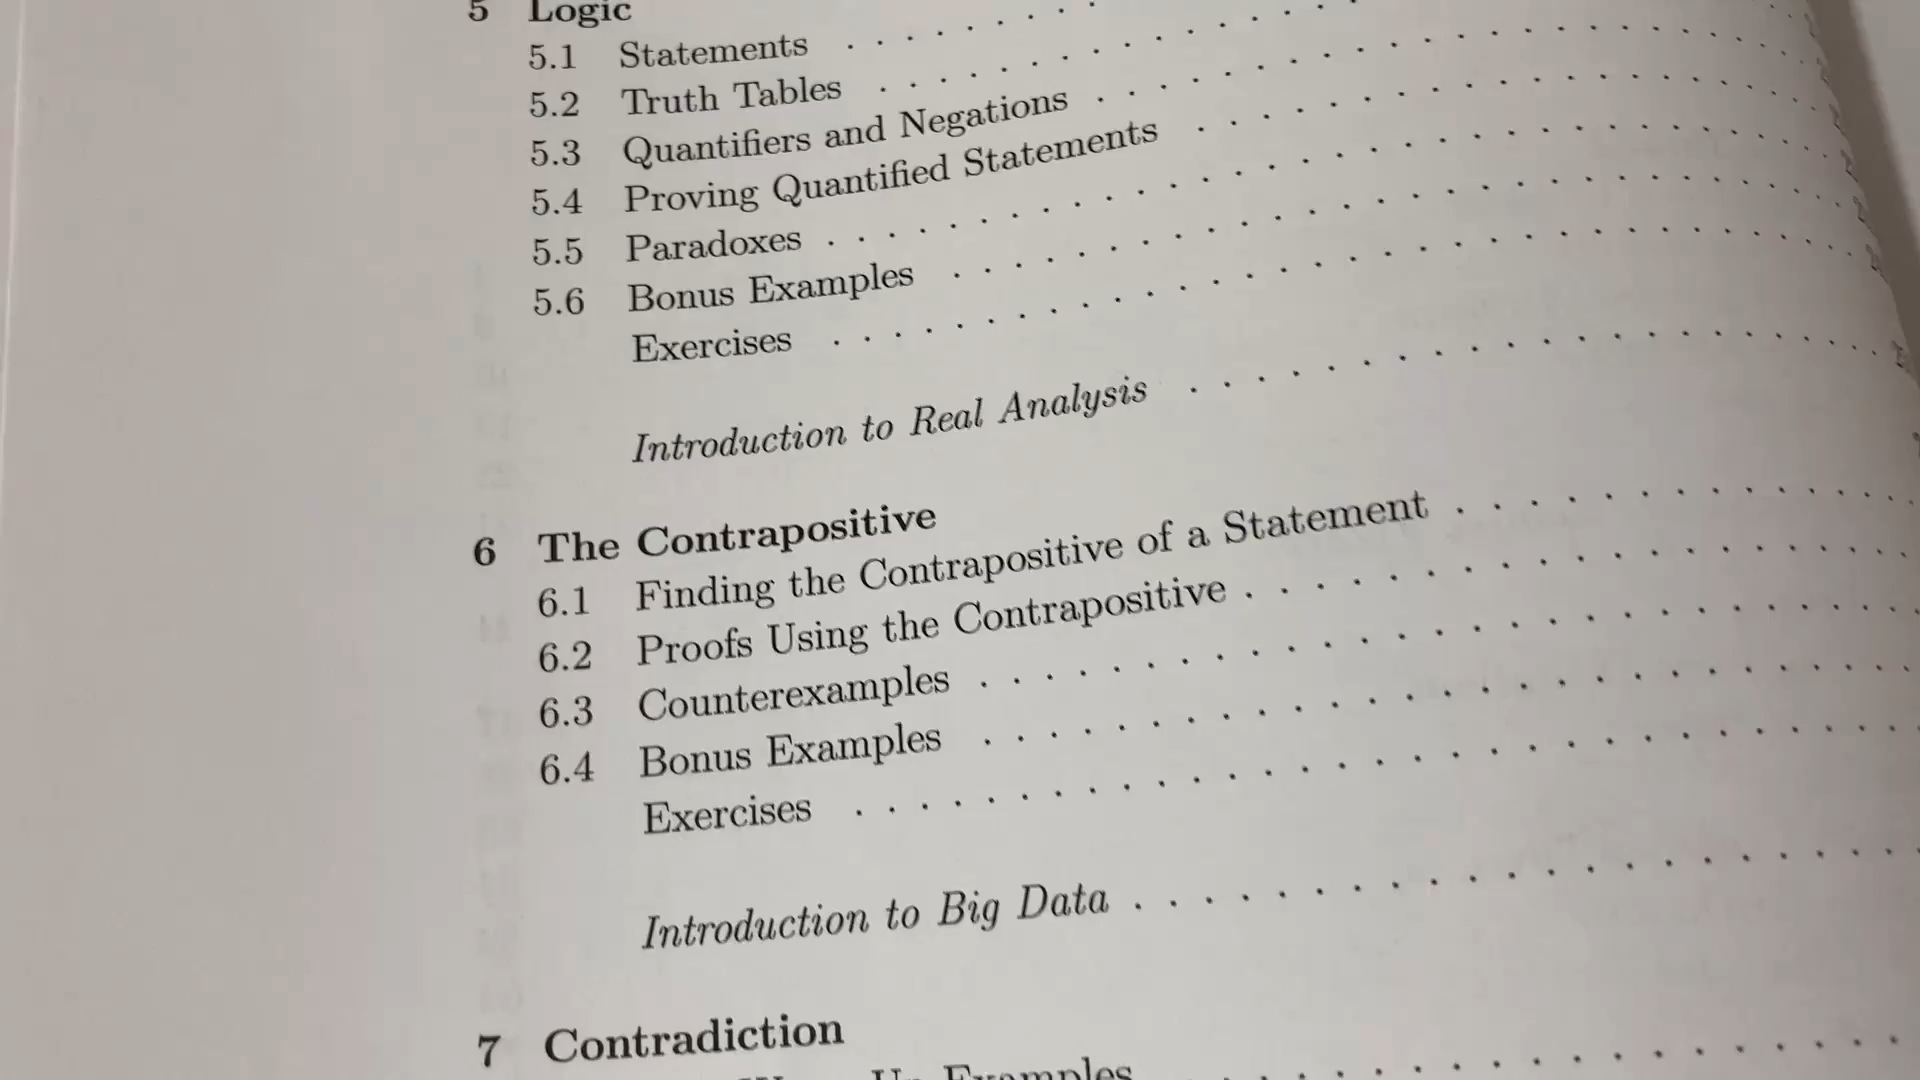 5 Logic
5.1 Statements . . . . . . . .
5.2 Truth Tables . . . . . . . . . . . . . . .
5.3 Quantifiers and Negations . . . . . . . . . . . . . . . . . . . .
5.4 Proving Quantified Statements . . . . . . . . . . . . . . . . . . .
5.5 Paradoxes . . . . . . . . . . . . . . . . . . . . . . . . . . . . . .
5.6 Bonus Examples . . . . . . . . . . . . . . . . . . . . . . . . . . .
Exercises . . . . . . . . . . . . . . . . . . . . . . . . . . . . . .
Introduction to Real Analysis . . . . . . . . . . . . . . . . . . . .
6 The Contrapositive
6.1 Finding the Contrapositive of a Statement . . . . . . . . . . . . .
6.2 Proofs Using the Contrapositive . . . . . . . . . . . . . . . . . .
6.3 Counterexamples . . . . . . . . . . . . . . . . . . . . . . . . . .
6.4 Bonus Examples . . . . . . . . . . . . . . . . . . . . . . . . . .
Exercises . . . . . . . . . . . . . . . . . . . . . . . . . . . . .
Introduction to Big Data . . . . . . . . . . . . . . . . . . . . .
7 Contradiction
Examples . . . . . . . . . . . . . . . . .